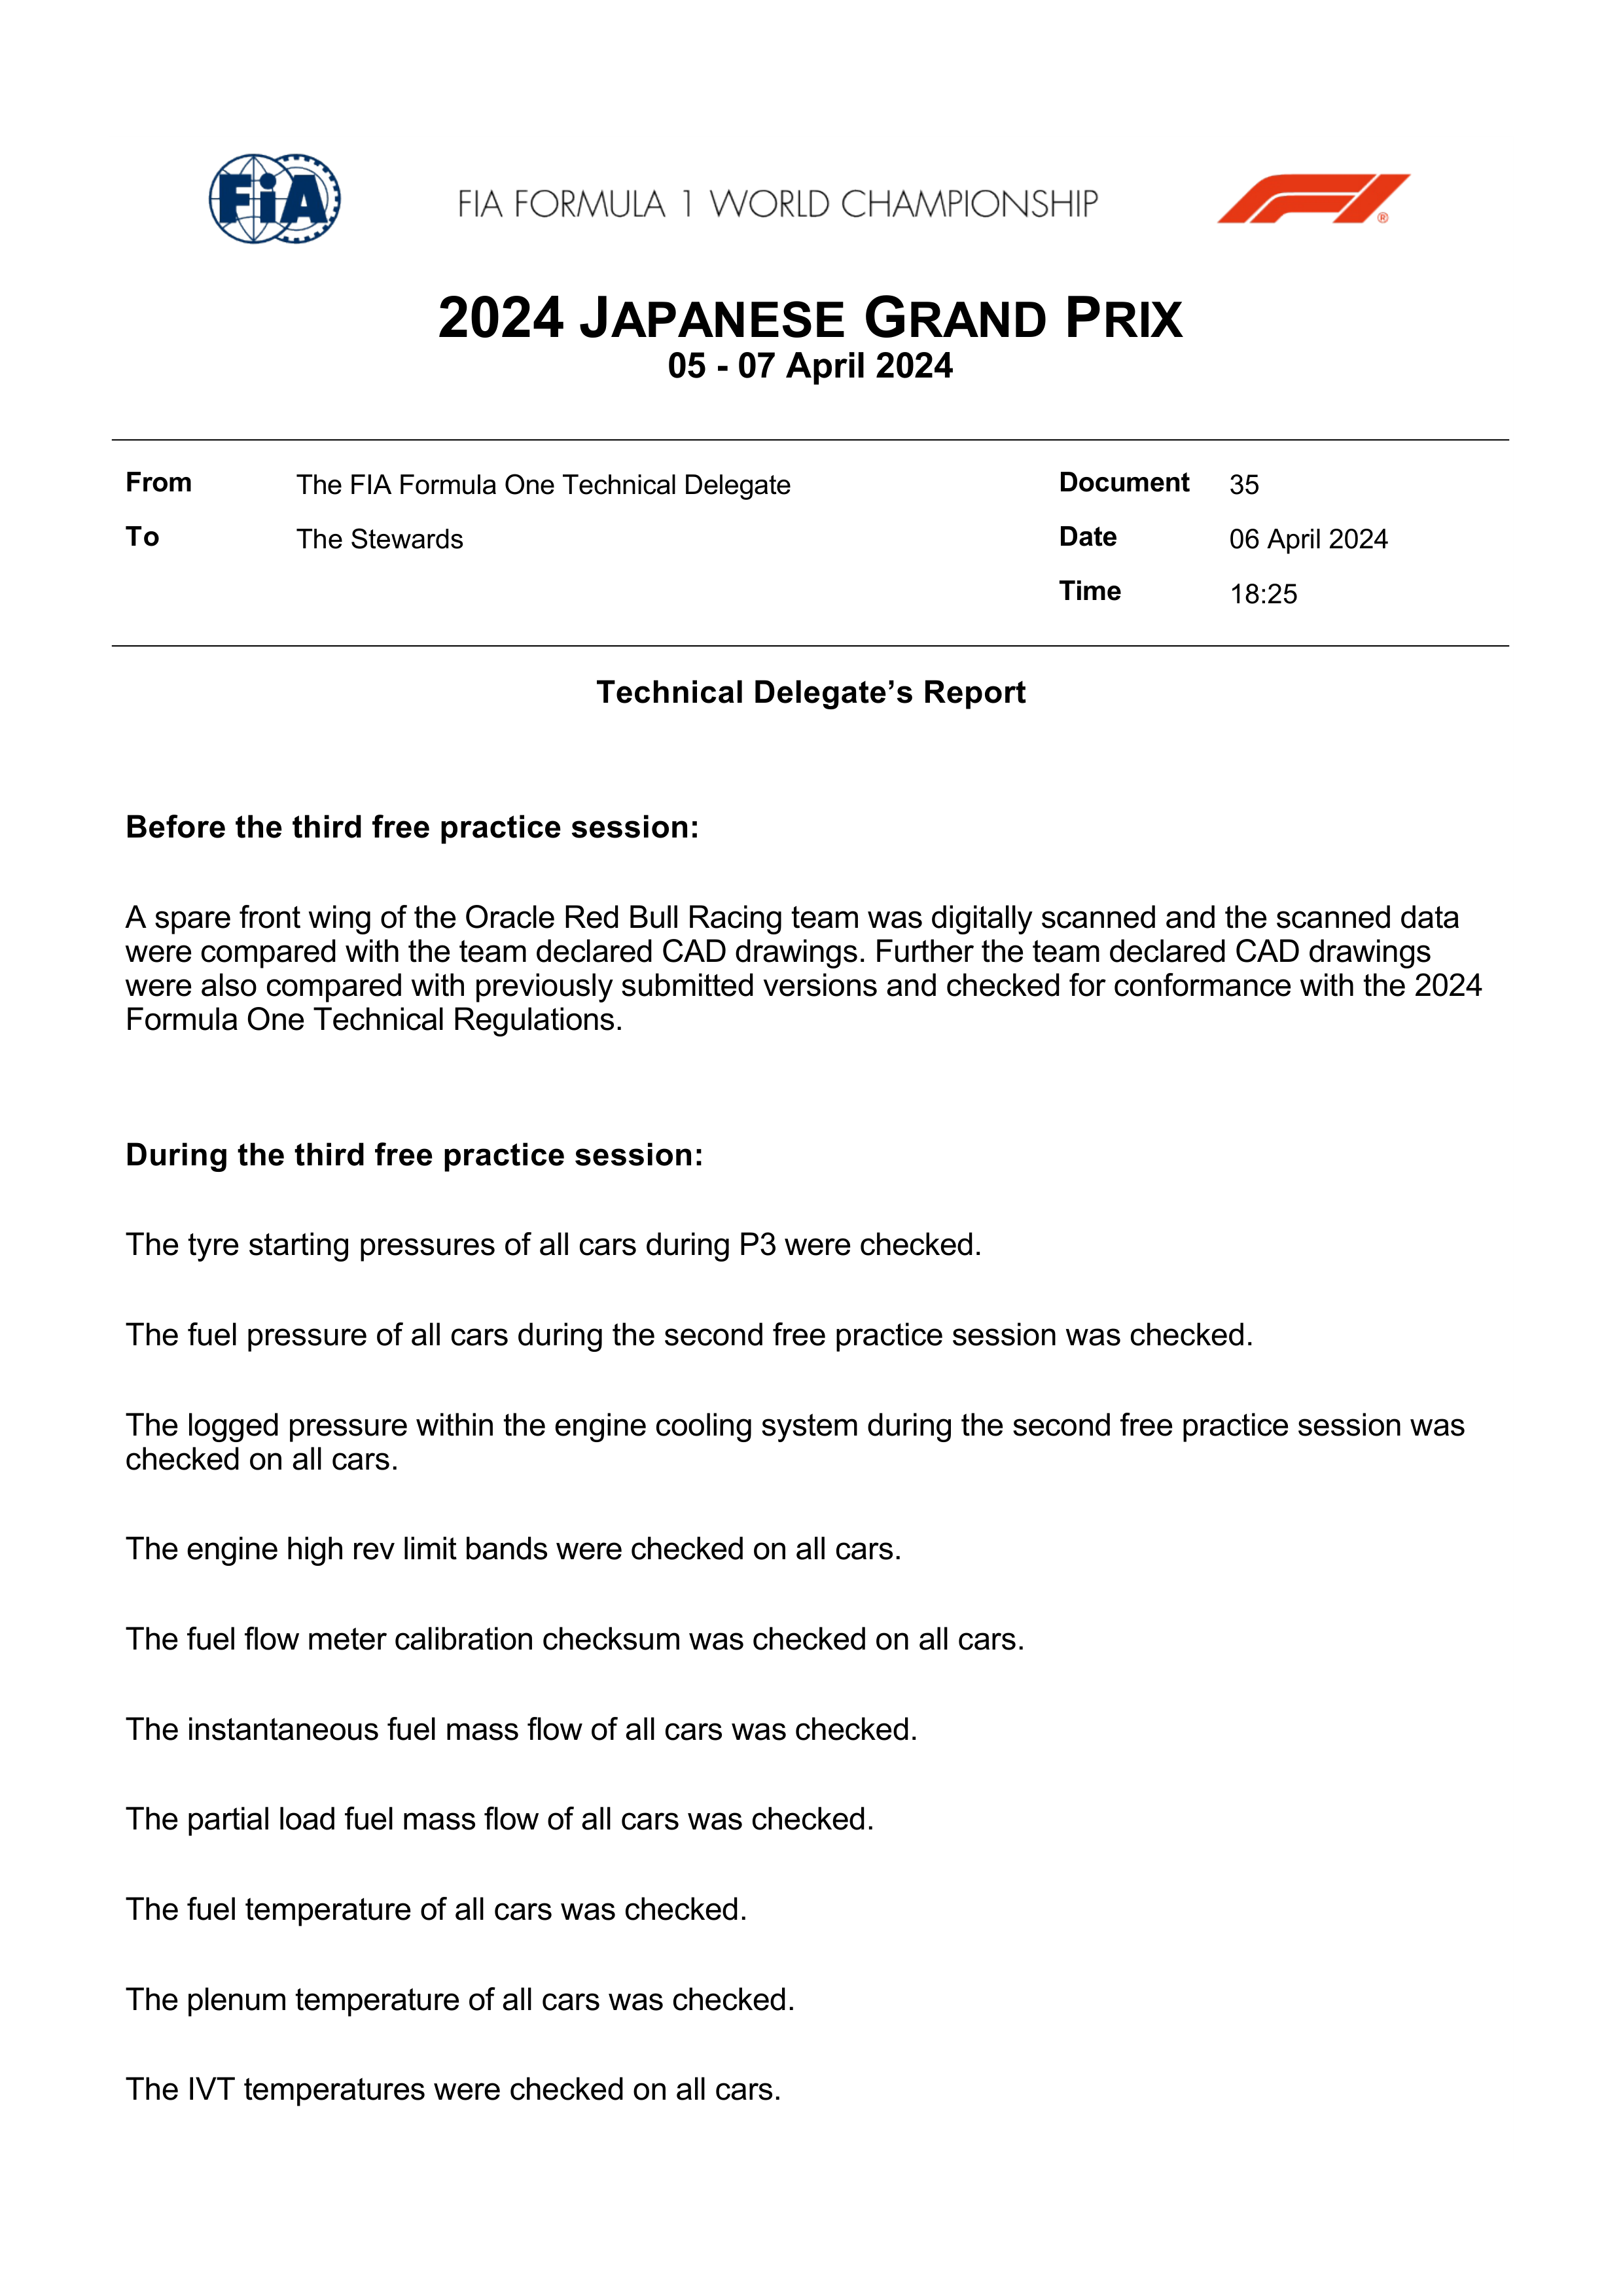 FIA
FIA FORMULA 1 WORLD CHAMPIONSHIP
F1®
2024 JAPANESE GRAND PRIX
05 - 07 April 2024
From The FIA Formula One Technical Delegate Document 35
To The Stewards Date 06 April 2024
Time 18:25
Technical Delegate’s Report
Before the third free practice session:
A spare front wing of the Oracle Red Bull Racing team was digitally scanned and the scanned data
were compared with the team declared CAD drawings. Further the team declared CAD drawings
were also compared with previously submitted versions and checked for conformance with the 2024
Formula One Technical Regulations.
During the third free practice session:
The tyre starting pressures of all cars during P3 were checked.
The fuel pressure of all cars during the second free practice session was checked.
The logged pressure within the engine cooling system during the second free practice session was
checked on all cars.
The engine high rev limit bands were checked on all cars.
The fuel flow meter calibration checksum was checked on all cars.
The instantaneous fuel mass flow of all cars was checked.
The partial load fuel mass flow of all cars was checked.
The fuel temperature of all cars was checked.
The plenum temperature of all cars was checked.
The IVT temperatures were checked on all cars.